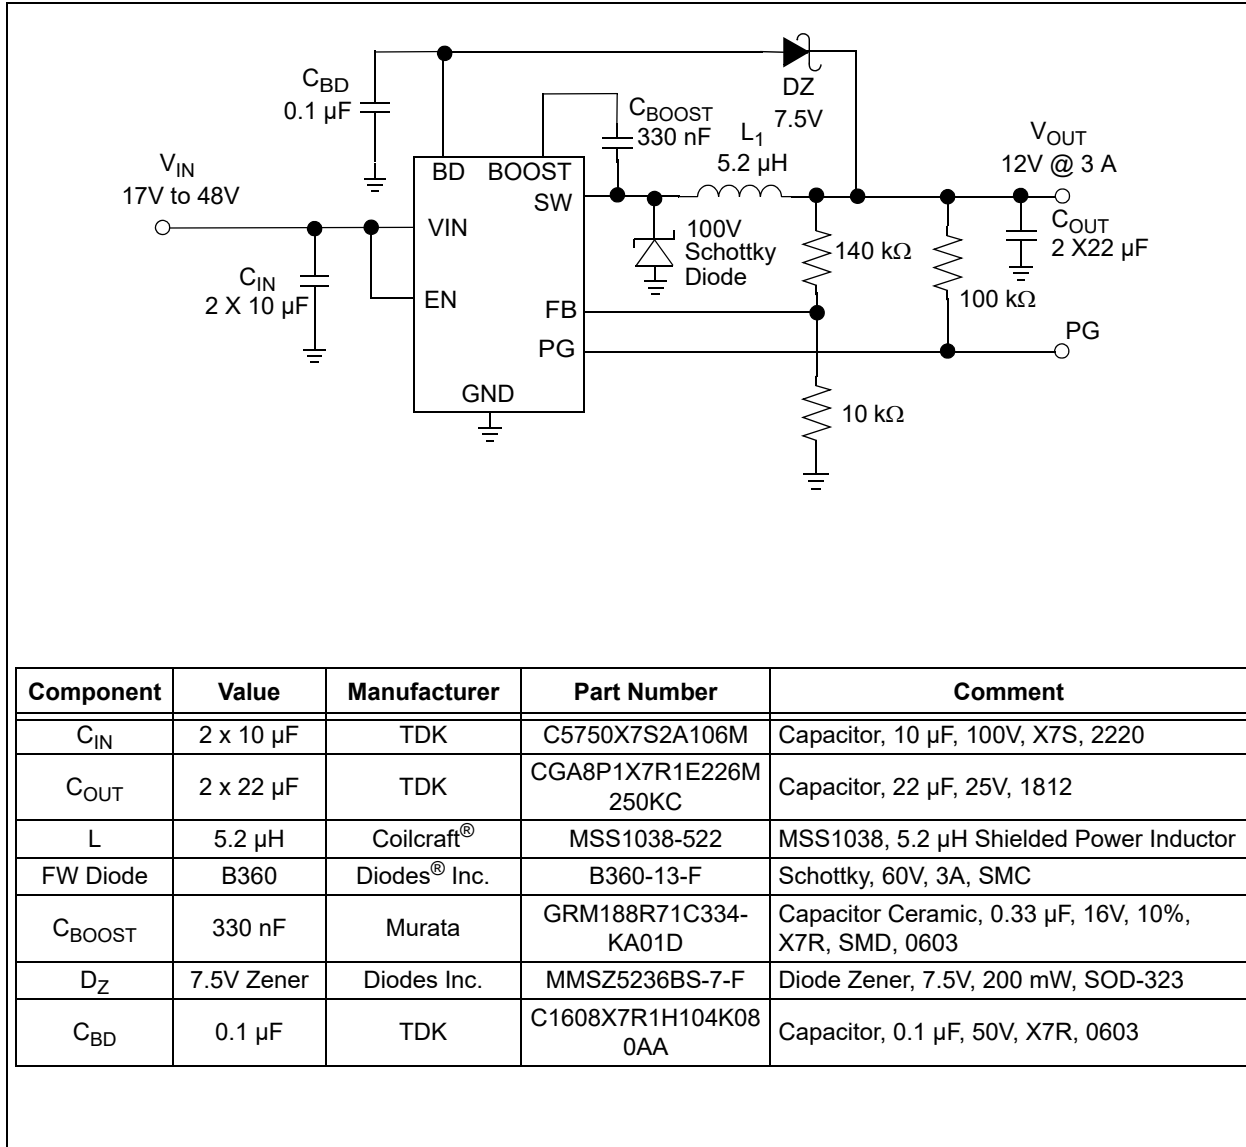 C_BD
0.1 µF
DZ
7.5V
C_BOOST
330 nF
L_1
5.2 µH
V_OUT
12V @ 3 A
V_IN
17V to 48V
BD
BOOST
SW
VIN
EN
FB
PG
GND
C_IN
2 X 10 µF
100V
Schottky
Diode
140 kΩ
100 kΩ
C_OUT
2 X22 µF
PG
10 kΩ
Component Value Manufacturer Part Number Comment
C_IN 2 x 10 µF TDK C5750X7S2A106M Capacitor, 10 µF, 100V, X7S, 2220
C_OUT 2 x 22 µF TDK CGA8P1X7R1E226M
250KC Capacitor, 22 µF, 25V, 1812
L 5.2 µH Coilcraft® MSS1038-522 MSS1038, 5.2 µH Shielded Power Inductor
FW Diode B360 Diodes® Inc. B360-13-F Schottky, 60V, 3A, SMC
C_BOOST 330 nF Murata GRM188R71C334-
KA01D Capacitor Ceramic, 0.33 µF, 16V, 10%,
X7R, SMD, 0603
D_Z 7.5V Zener Diodes Inc. MMSZ5236BS-7-F Diode Zener, 7.5V, 200 mW, SOD-323
C_BD 0.1 µF TDK C1608X7R1H104K08
0AA Capacitor, 0.1 µF, 50V, X7R, 0603